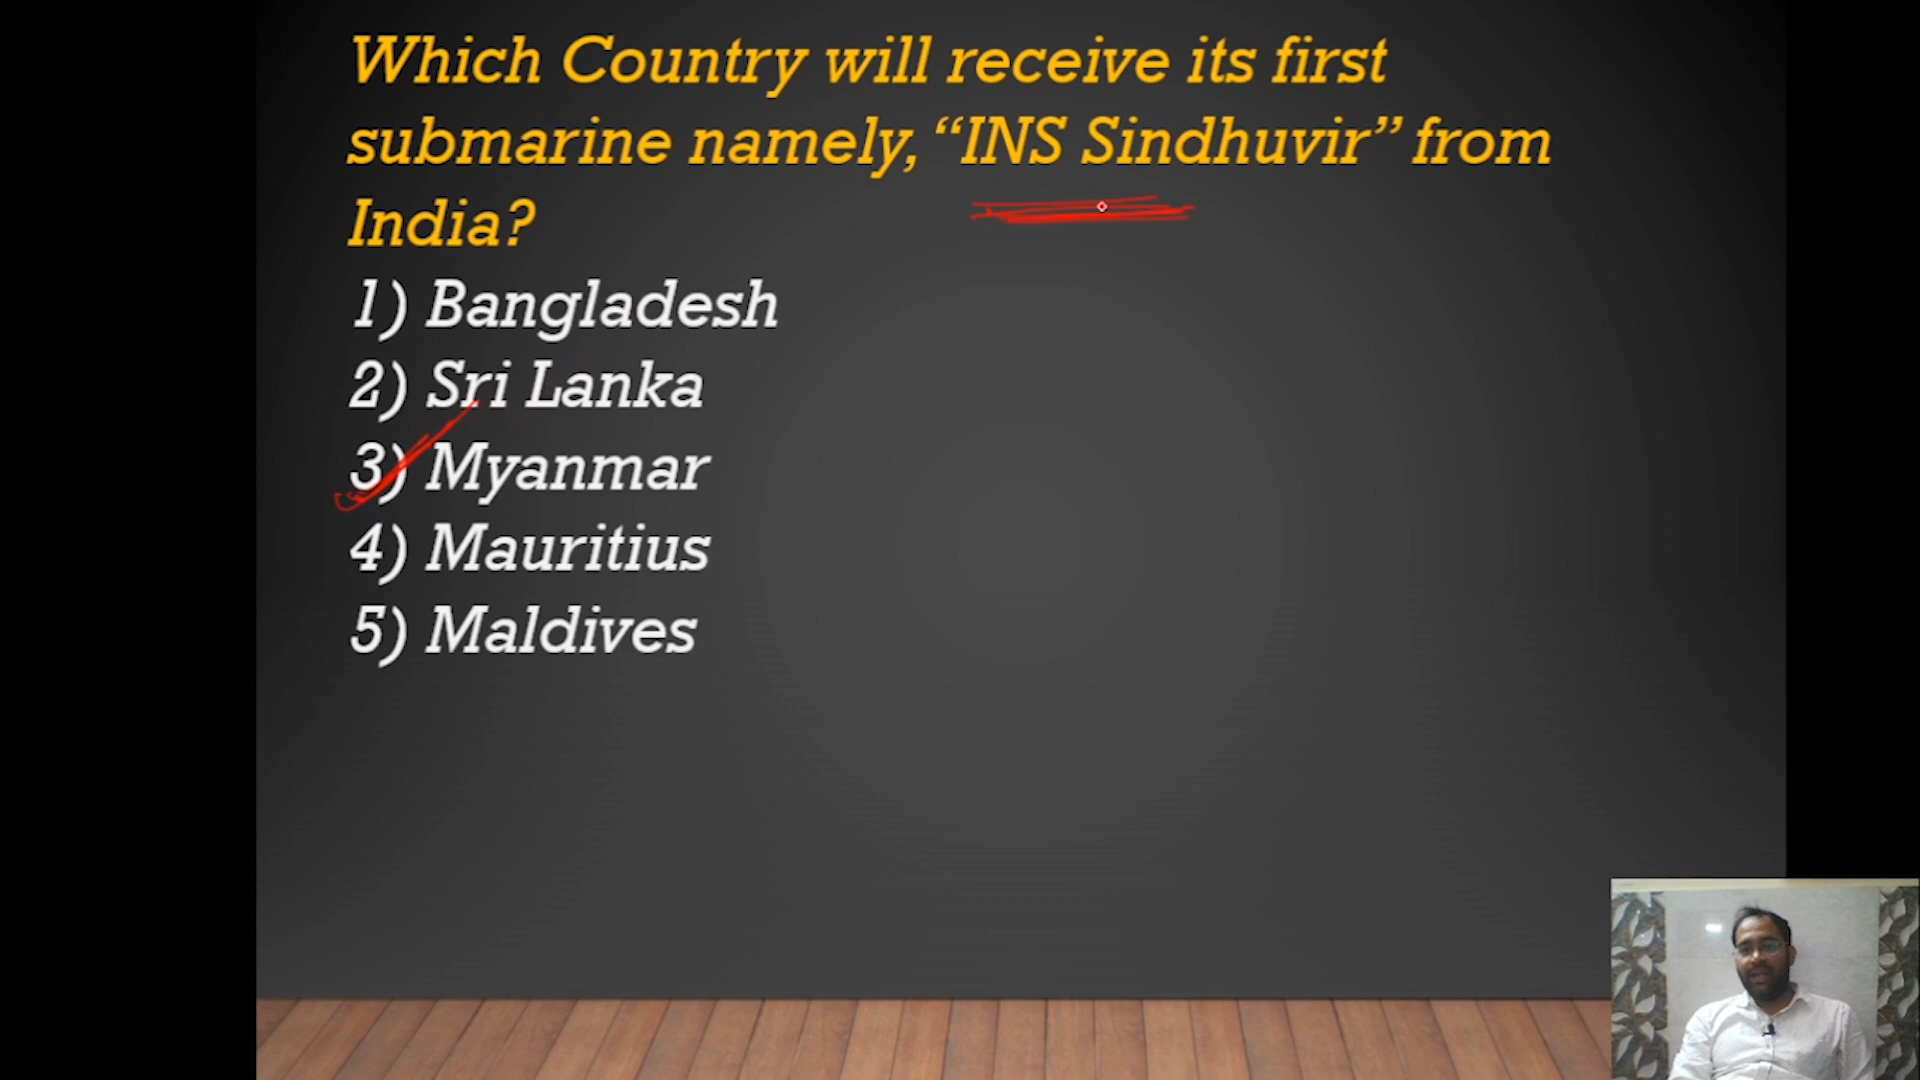 Which Country will receive its first
submarine namely, “INS Sindhuvir” from
India?
1) Bangladesh
2) Sri Lanka
3) Myanmar
4) Mauritius
5) Maldives